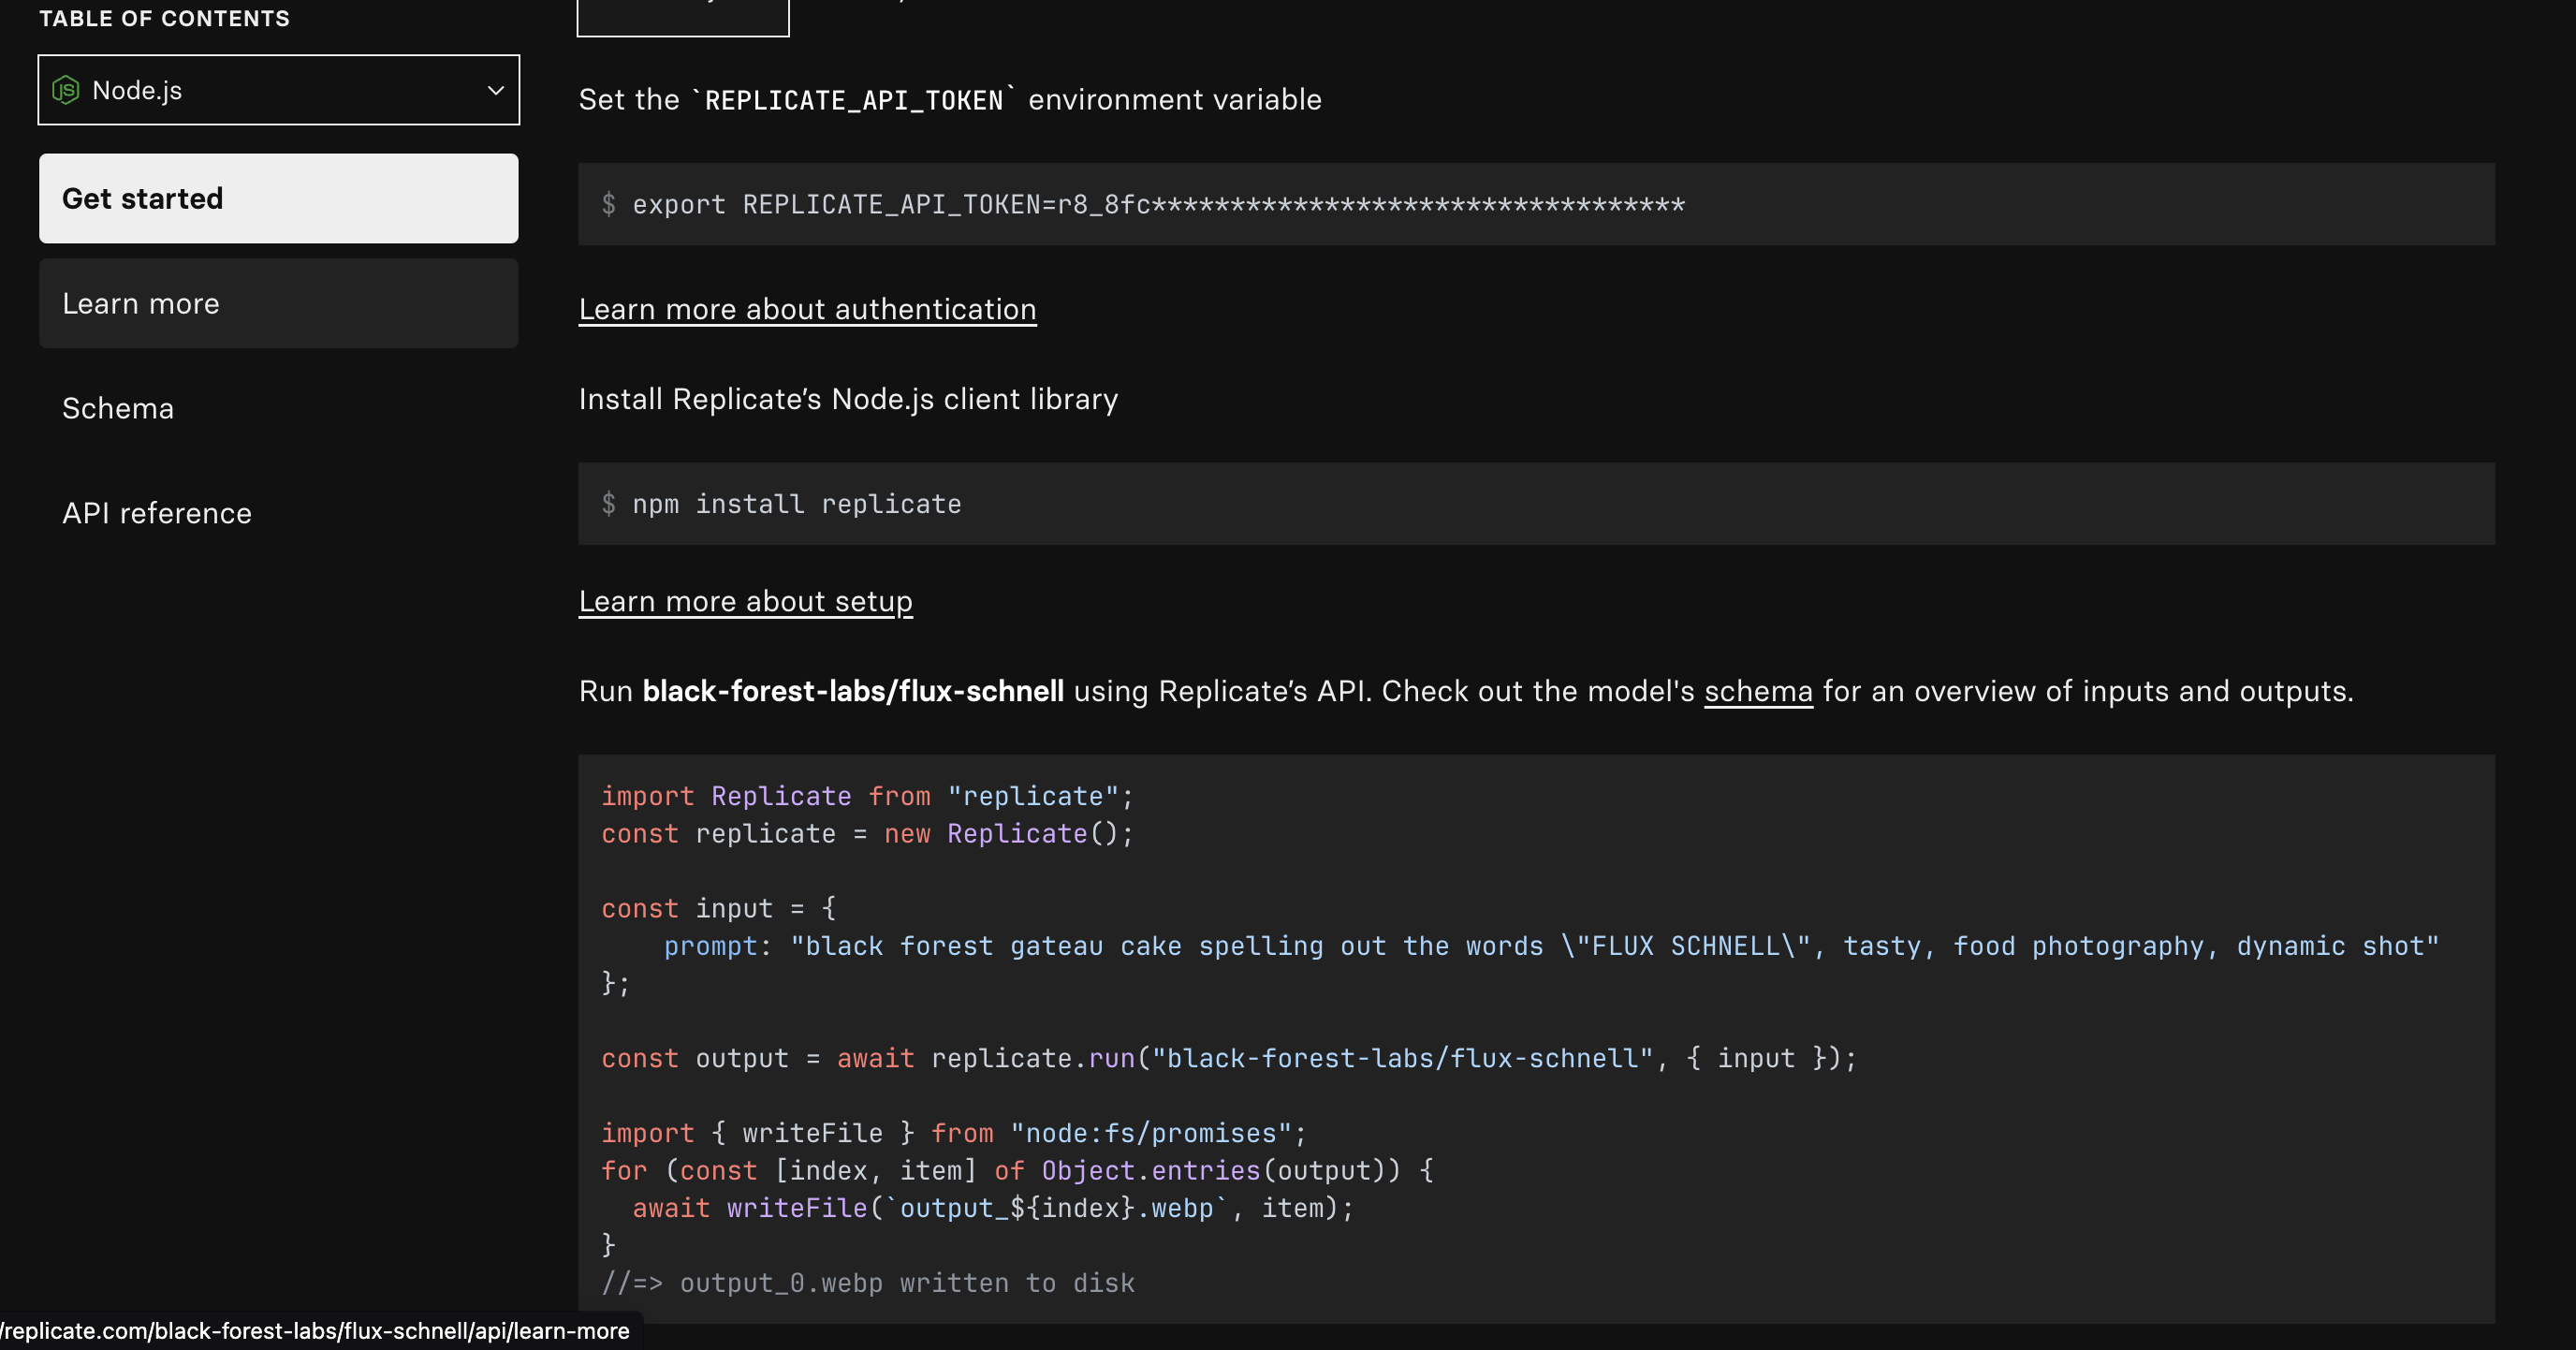 TABLE OF CONTENTS
Node.js
Get started
Learn more
Schema
API reference
Set the `REPLICATE_API_TOKEN` environment variable
$ export REPLICATE_API_TOKEN=r8_8fc**********************************
Learn more about authentication
Install Replicate’s Node.js client library
$ npm install replicate
Learn more about setup
Run black-forest-labs/flux-schnell using Replicate’s API. Check out the model's schema for an overview of inputs and outputs.
import Replicate from "replicate";
const replicate = new Replicate();
const input = {
    prompt: "black forest gateau cake spelling out the words \"FLUX SCHNELL\", tasty, food photography, dynamic shot"
};
const output = await replicate.run("black-forest-labs/flux-schnell", { input });
import { writeFile } from "node:fs/promises";
for (const [index, item] of Object.entries(output)) {
  await writeFile(`output_${index}.webp`, item);
}
//=> output_0.webp written to disk
/replicate.com/black-forest-labs/flux-schnell/api/learn-more